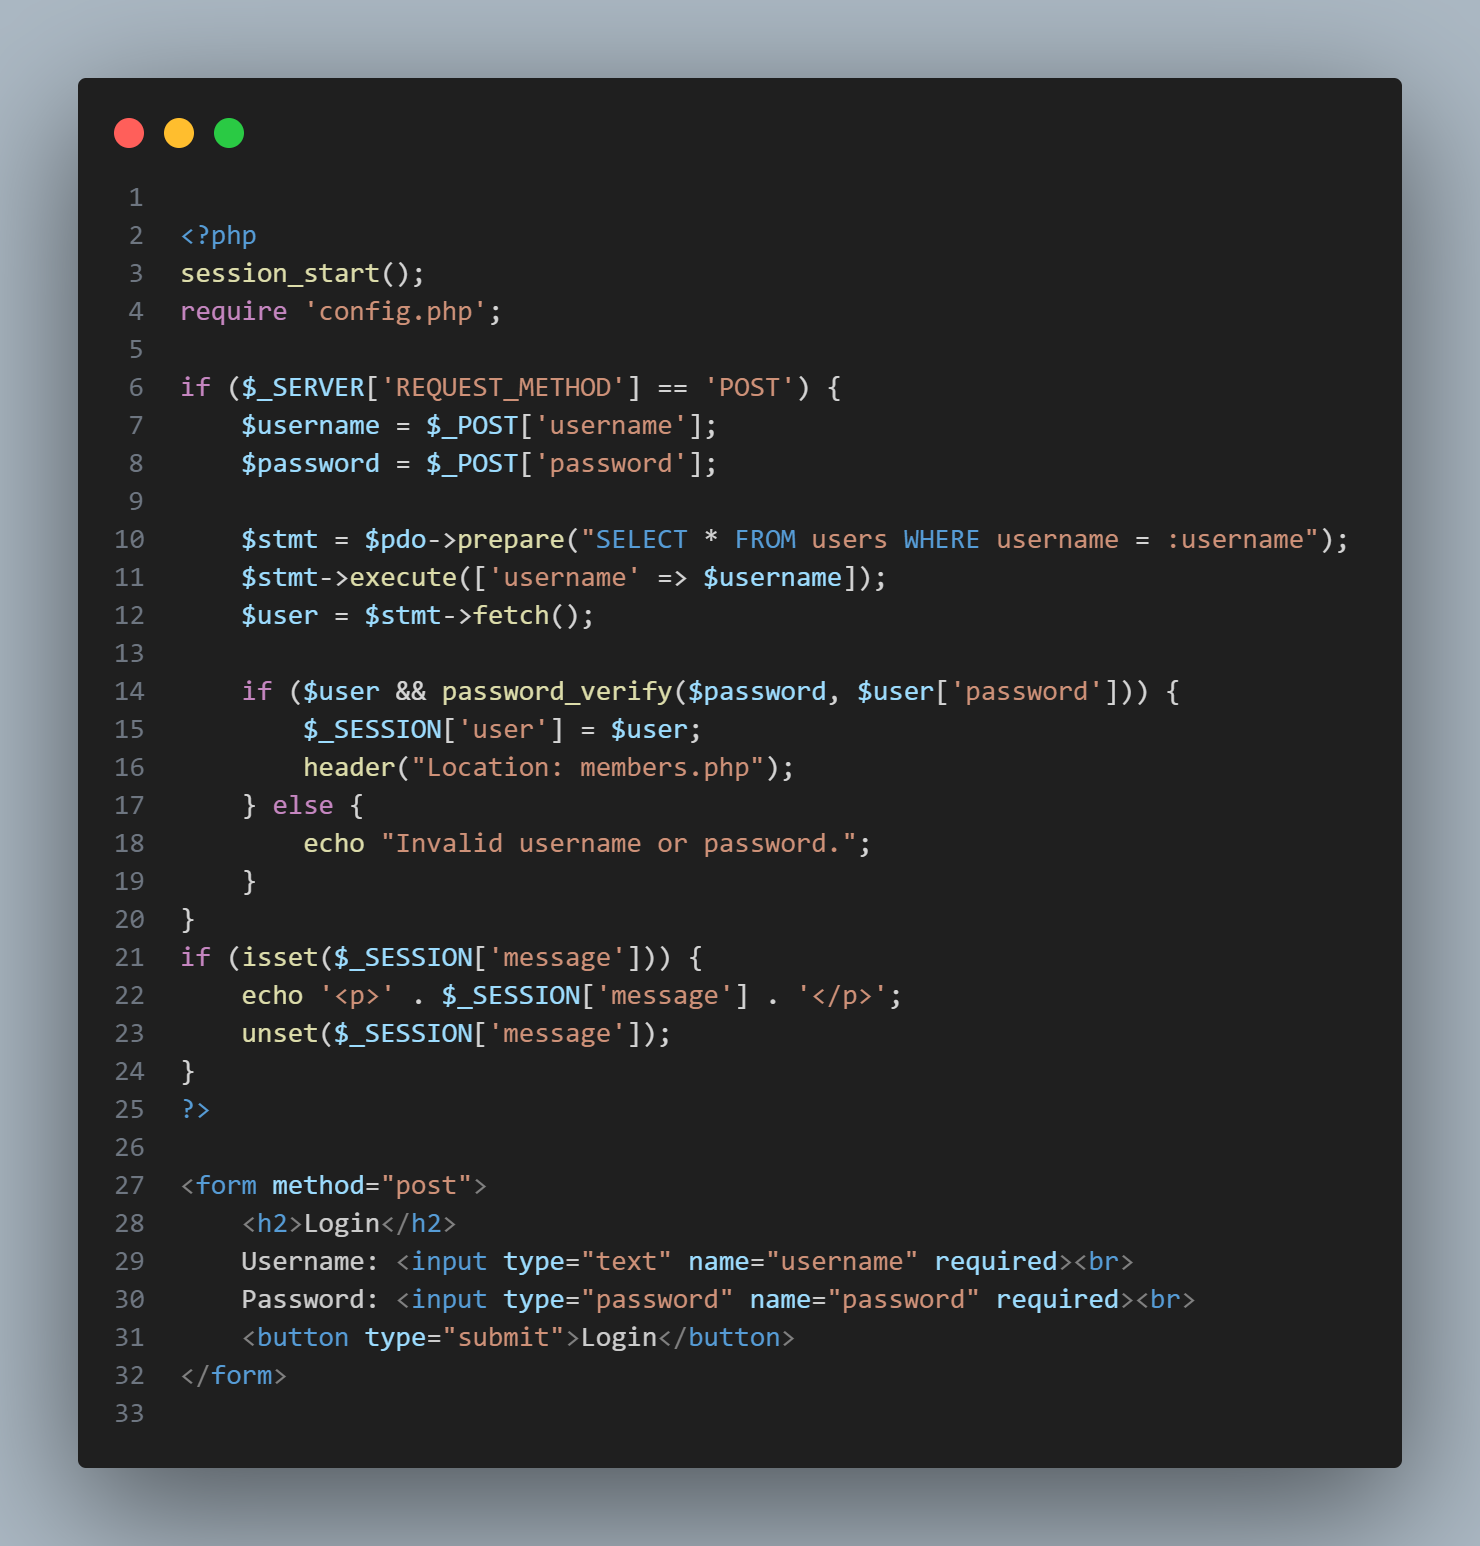 1
2 <?php
3 session_start();
4 require 'config.php';
5
6 if ($_SERVER['REQUEST_METHOD'] == 'POST') {
7     $username = $_POST['username'];
8     $password = $_POST['password'];
9
10     $stmt = $pdo->prepare("SELECT * FROM users WHERE username = :username");
11     $stmt->execute(['username' => $username]);
12     $user = $stmt->fetch();
13
14     if ($user && password_verify($password, $user['password'])) {
15         $_SESSION['user'] = $user;
16         header("Location: members.php");
17     } else {
18         echo "Invalid username or password.";
19     }
20 }
21 if (isset($_SESSION['message'])) {
22     echo '<p>' . $_SESSION['message'] . '</p>';
23     unset($_SESSION['message']);
24 }
25 ?>
26
27 <form method="post">
28     <h2>Login</h2>
29     Username: <input type="text" name="username" required><br>
30     Password: <input type="password" name="password" required><br>
31     <button type="submit">Login</button>
32 </form>
33